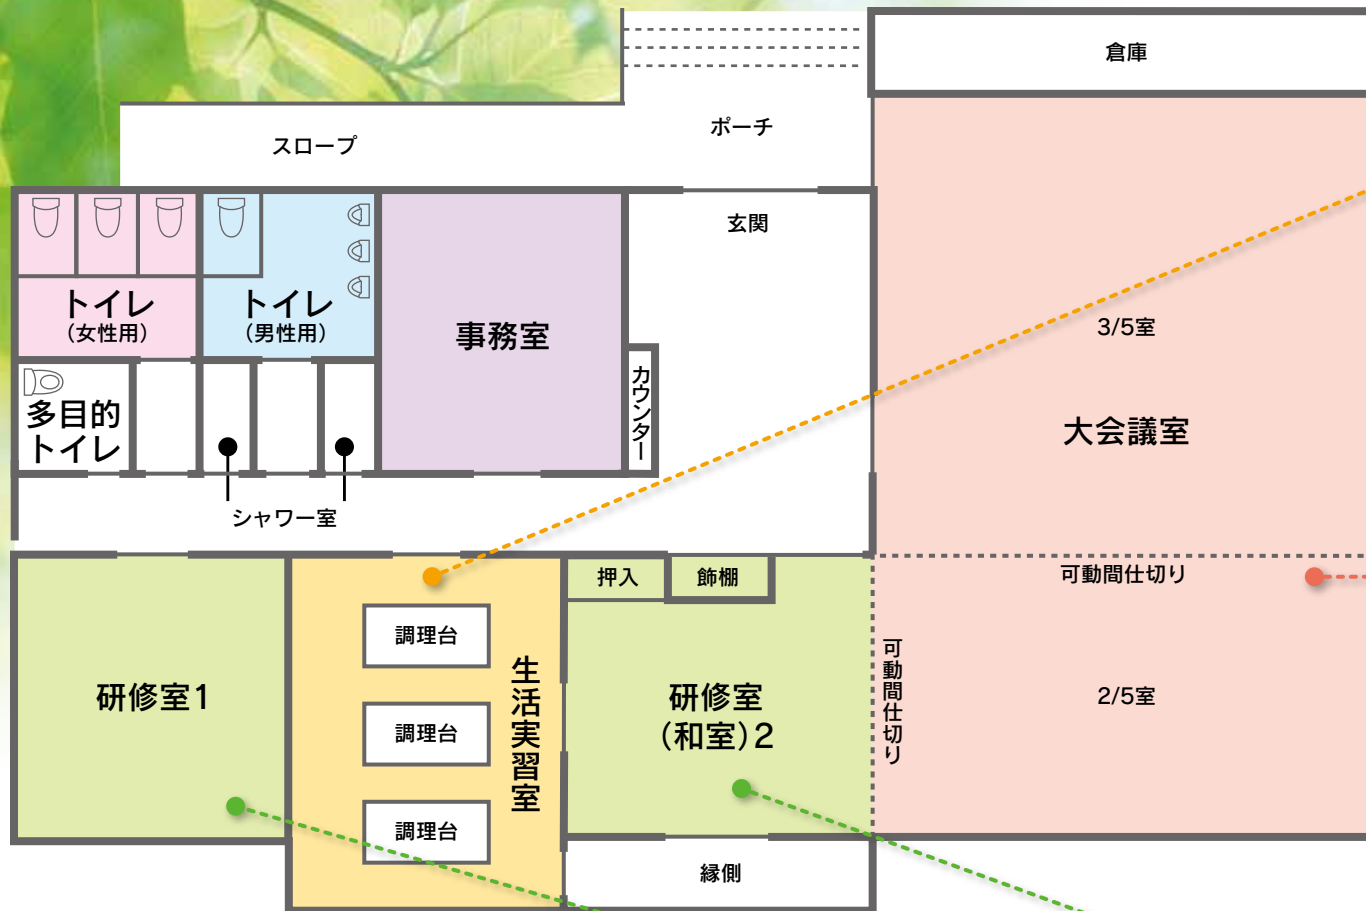 倉庫
ポーチ
スロープ
玄関
トイレ
（女性用）
トイレ
（男性用）
事務室
3/5室
カウンター
多目的
トイレ
大会議室
シャワー室
押入
飾棚
可動間仕切り
調理台
調理台
調理台
生活実習室
研修室1
研修室
（和室）2
可動間仕切り
2/5室
縁側